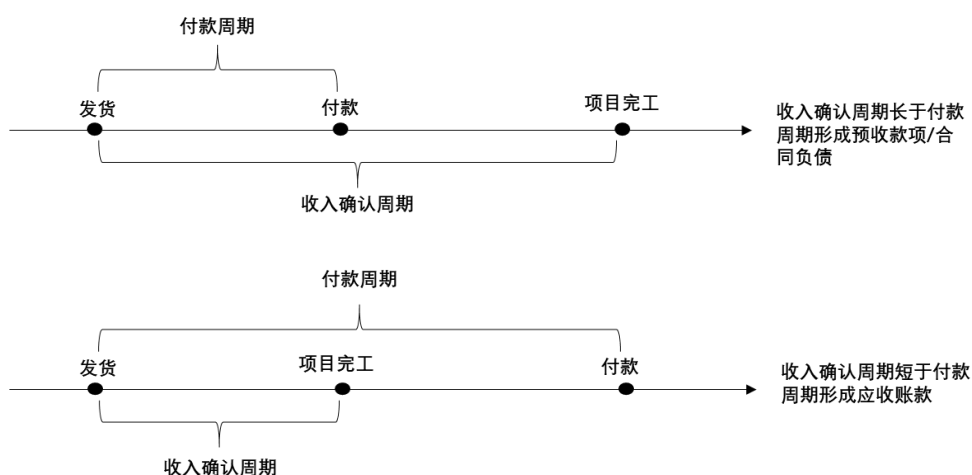 付款周期
发货
付款
项目完工
收入确认周期长于付款
周期形成预收款项/合
同负债
收入确认周期
付款周期
发货
项目完工
付款
收入确认周期短于付款
周期形成应收账款
收入确认周期